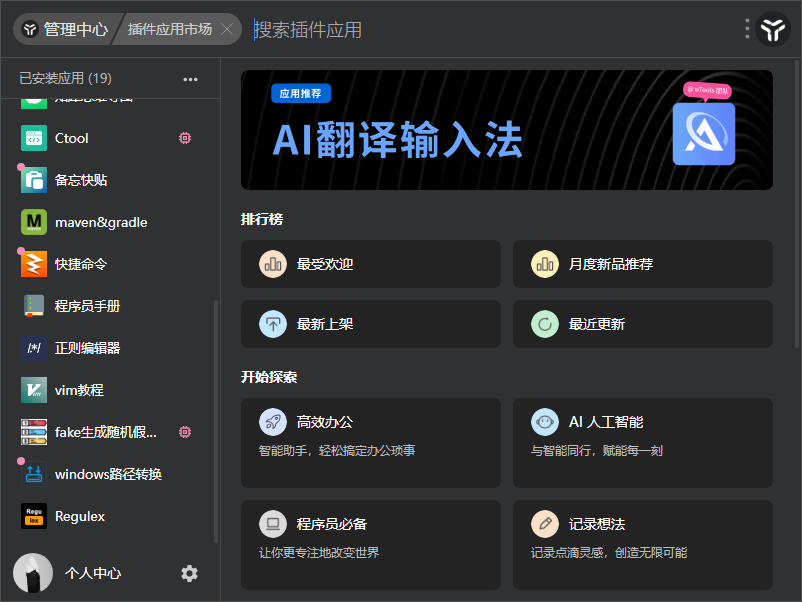 管理中心
插件应用市场
搜索插件应用
已安装应用 (19)
Ctool
备忘快贴
M
maven
maven&gradle
快捷命令
程序员手册
/.*/
正则编辑器
vim教程
fake生成随机假...
windows路径转换
Regu
lex
Regulex
个人中心
应用推荐
@uTools 团队
AI翻译输入法
排行榜
最受欢迎
月度新品推荐
最新上架
最近更新
开始探索
高效办公
智能助手，轻松搞定办公琐事
AI 人工智能
与智能同行，赋能每一刻
程序员必备
让你更专注地改变世界
记录想法
记录点滴灵感，创造无限可能